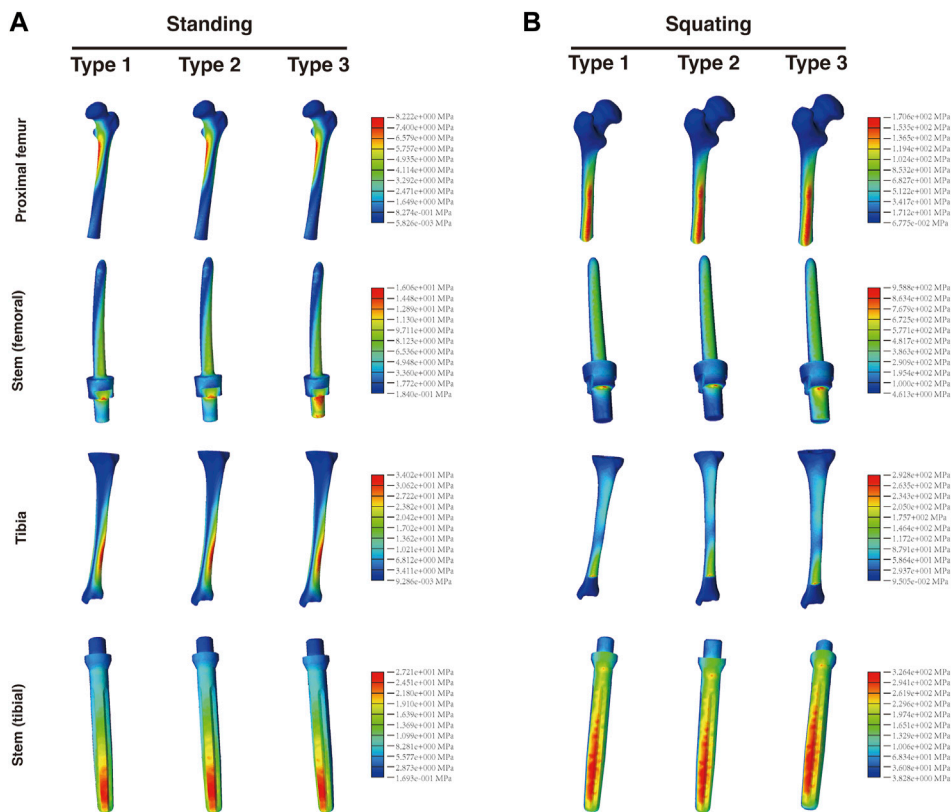 A
Standing
Type 1 Type 2 Type 3
Proximal femur
8.222e+000 MPa
7.400e+000 MPa
6.579e+000 MPa
5.757e+000 MPa
4.935e+000 MPa
4.114e+000 MPa
3.292e+000 MPa
2.471e+000 MPa
1.649e+000 MPa
8.274e-001 MPa
5.826e-003 MPa
Stem (femoral)
1.606e+001 MPa
1.448e+001 MPa
1.289e+001 MPa
1.130e+001 MPa
9.711e+000 MPa
8.123e+000 MPa
6.536e+000 MPa
4.948e+000 MPa
3.360e+000 MPa
1.772e+000 MPa
1.840e-001 MPa
Tibia
3.402e+001 MPa
3.062e+001 MPa
2.722e+001 MPa
2.382e+001 MPa
2.042e+001 MPa
1.702e+001 MPa
1.362e+001 MPa
1.021e+001 MPa
6.812e+000 MPa
3.411e+000 MPa
9.286e-003 MPa
Stem (tibial)
2.721e+001 MPa
2.451e+001 MPa
2.180e+001 MPa
1.910e+001 MPa
1.639e+001 MPa
1.369e+001 MPa
1.099e+001 MPa
8.281e+000 MPa
5.577e+000 MPa
2.873e+000 MPa
1.693e-001 MPa
B
Squating
Type 1 Type 2 Type 3
1.706e+002 MPa
1.535e+002 MPa
1.365e+002 MPa
1.194e+002 MPa
1.024e+002 MPa
8.532e+001 MPa
6.827e+001 MPa
5.122e+001 MPa
3.417e+001 MPa
1.712e+001 MPa
6.775e-002 MPa
9.588e+002 MPa
8.634e+002 MPa
7.679e+002 MPa
6.725e+002 MPa
5.771e+002 MPa
4.817e+002 MPa
3.863e+002 MPa
2.909e+002 MPa
1.954e+002 MPa
1,000e+002 MPa
4.613e+000 MPa
2.928e+002 MPa
2.635e+002 MPa
2.343e+002 MPa
2.050e+002 MPa
1.757+002 MPa
1.464e+002 MPa
1.172e+002 MPa
8.791e+001 MPa
5.864e+001 MPa
2.937e+001 MPa
9.505e-002 MPa
3.264e+002 MPa
2.941e+002 MPa
2.619e+002 MPa
2.296e+002 MPa
1.974e+002 MPa
1.651e+002 MPa
1.329e+002 MPa
1.006e+002 MPa
6.834e+001 MPa
3.608e+001 MPa
3.828e+000 MPa